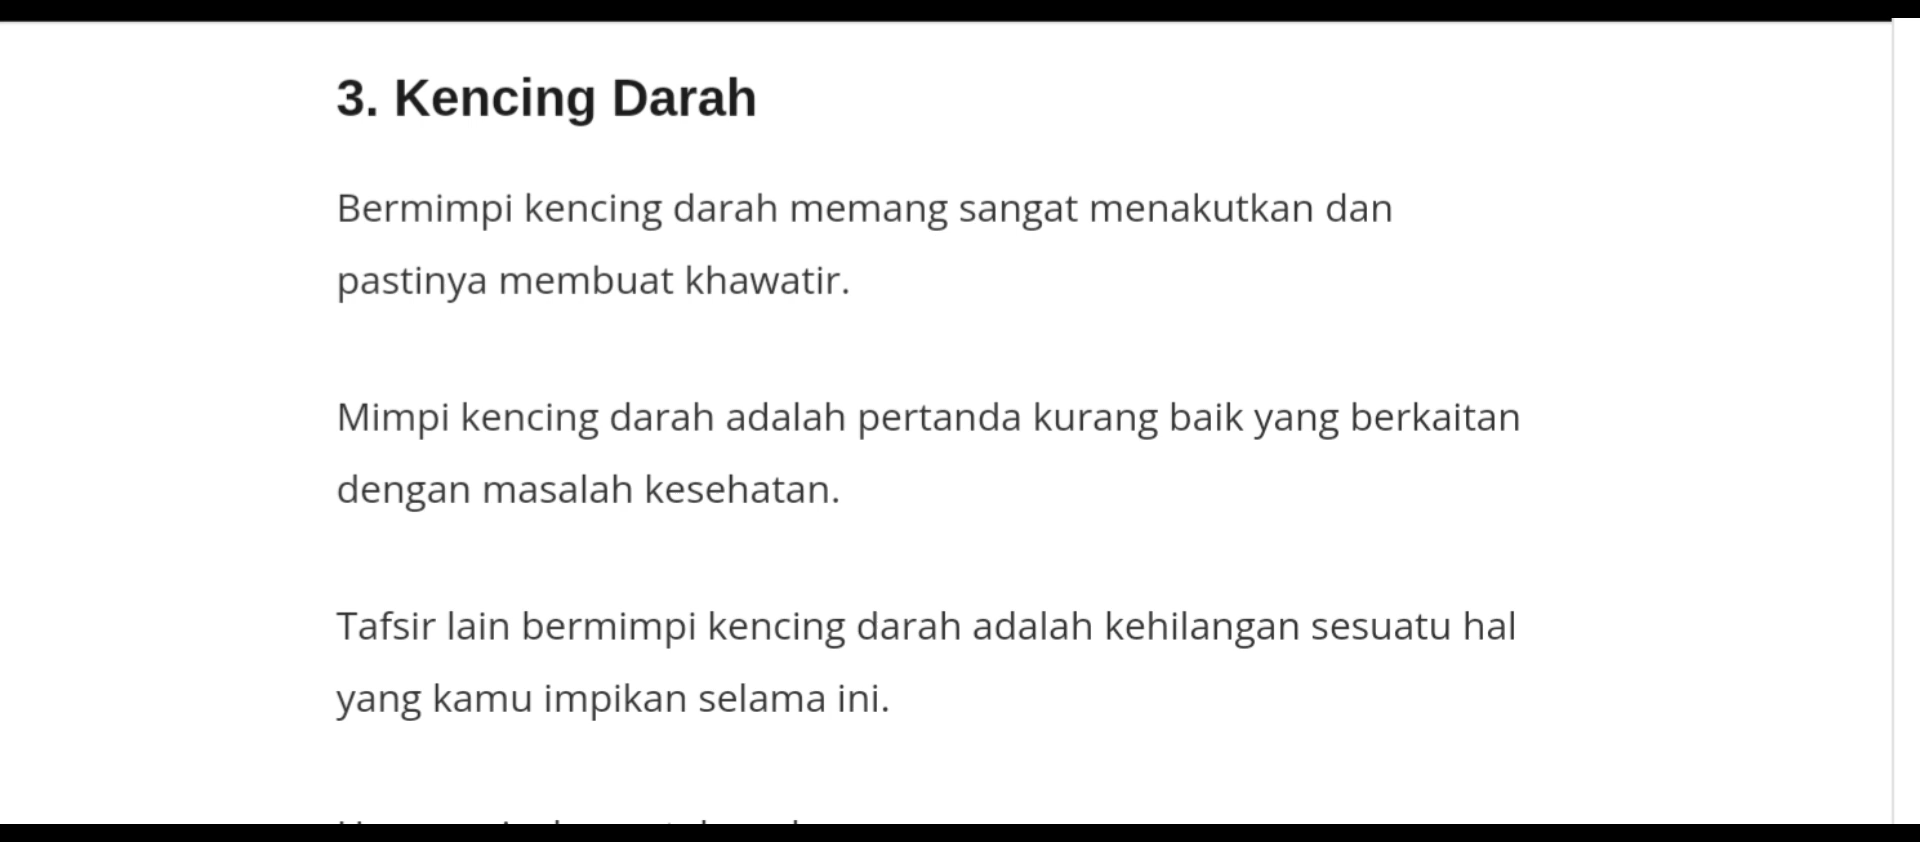 3. Kencing Darah
Bermimpi kencing darah memang sangat menakutkan dan
pastinya membuat khawatir.
Mimpi kencing darah adalah pertanda kurang baik yang berkaitan
dengan masalah kesehatan.
Tafsir lain bermimpi kencing darah adalah kehilangan sesuatu hal
yang kamu impikan selama ini.